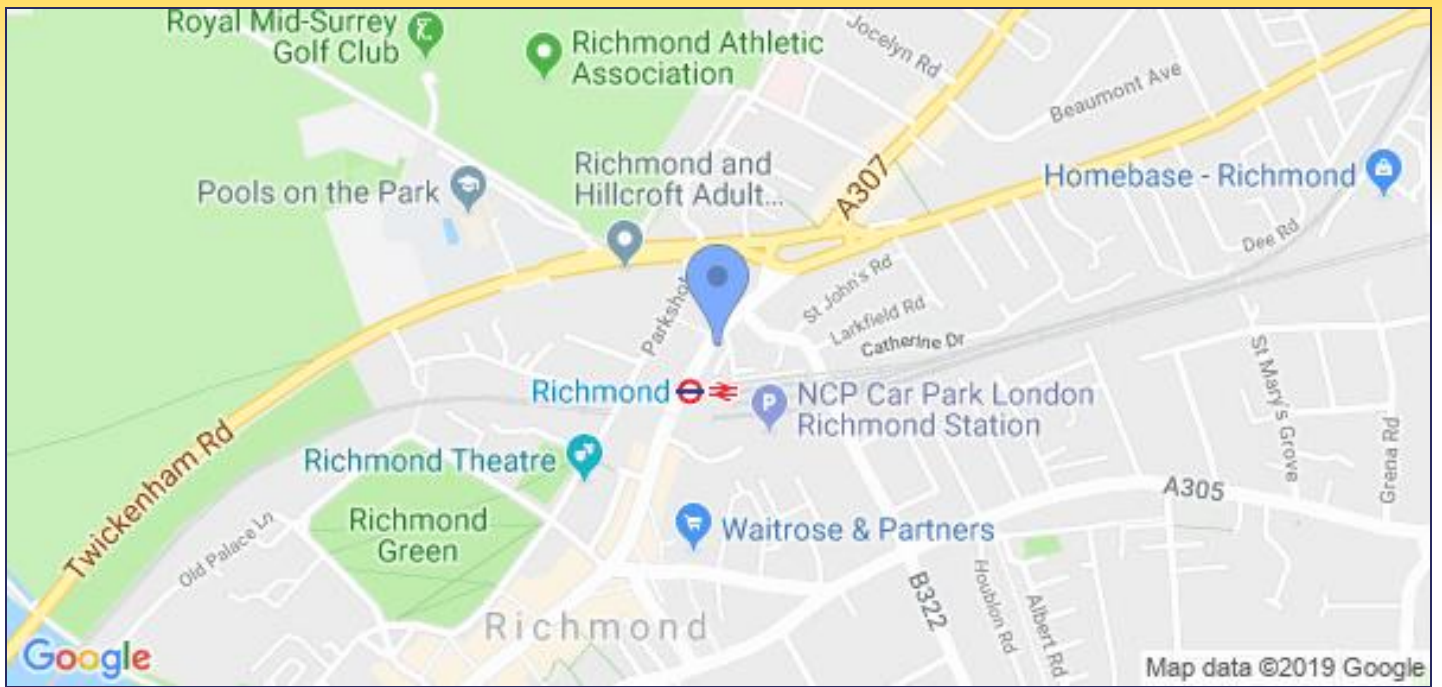 Royal Mid-Surrey
Golf Club
Richmond Athletic
Association
Jocelyn Rd
Beaumont Ave
Pools on the Park
Richmond and
Hillcroft Adult...
A307
Homebase - Richmond
Dee Rd
Parkshot
St John's Rd
Larkfield Rd
Catherine Dr
St Mary's Grove
Grena Rd
Richmond
P
NCP Car Park London
Richmond Station
Twickenham Rd
Richmond Theatre
A305
Richmond
Green
Old Palace Ln
Waitrose & Partners
B322
Houblon Rd
Albert Rd
Richmond
Google
Map data ©2019 Google